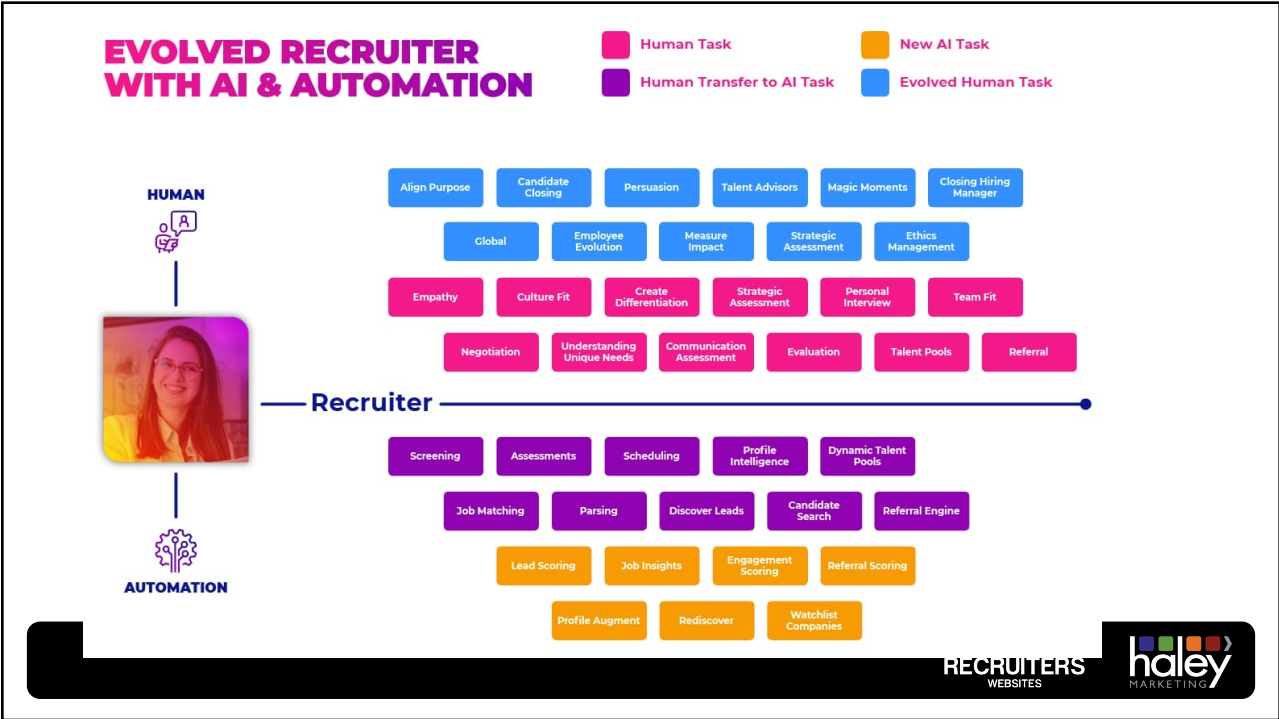 EVOLVED RECRUITER
WITH AI & AUTOMATION
Human Task
New AI Task
Human Transfer to AI Task
Evolved Human Task
HUMAN
Align Purpose
Candidate
Closing
Persuasion
Talent Advisors
Magic Moments
Closing Hiring
Manager
Global
Employee
Evolution
Measure
Impact
Strategic
Assessment
Ethics
Management
Empathy
Culture Fit
Create
Differentiation
Strategic
Assessment
Personal
Interview
Team Fit
Negotiation
Understanding
Unique Needs
Communication
Assessment
Evaluation
Talent Pools
Referral
Recruiter
Screening
Assessments
Scheduling
Profile
Intelligence
Dynamic Talent
Pools
Job Matching
Parsing
Discover Leads
Candidate
Search
Referral Engine
Lead Scoring
Job Insights
Engagement
Scoring
Referral Scoring
AUTOMATION
Profile Augment
Rediscover
Watchlist
Companies
RECRUITERS
WEBSITES
haley
MARKETING